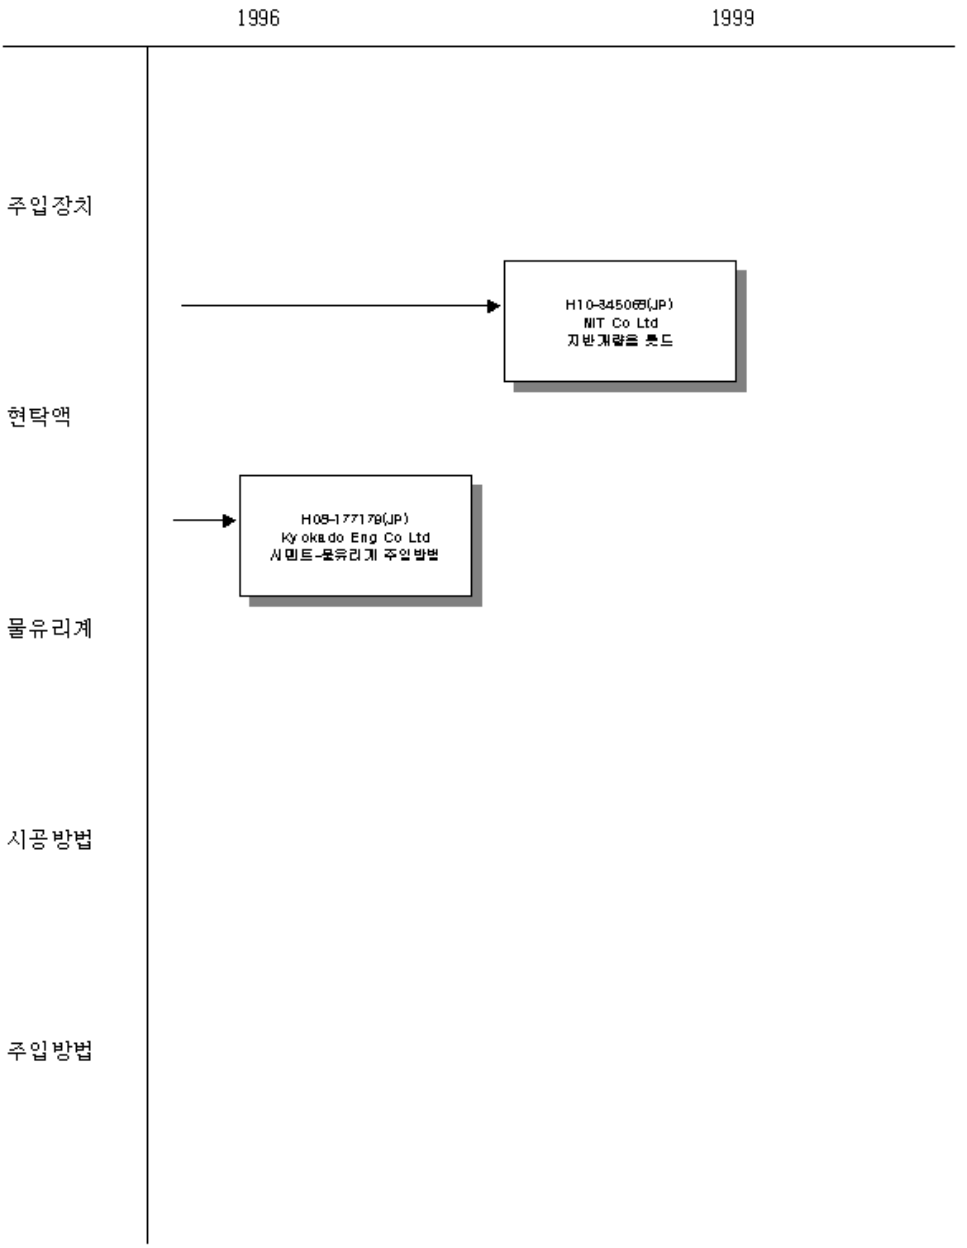 1996 1999
주입장치
H10-345069(JP)
NIT Co Ltd
지반개량용 롯드
현탁액
H08-177179(JP)
Kyokado Eng Co Ltd
시멘트-물유리계 주입방법
물유리계
시공방법
주입방법